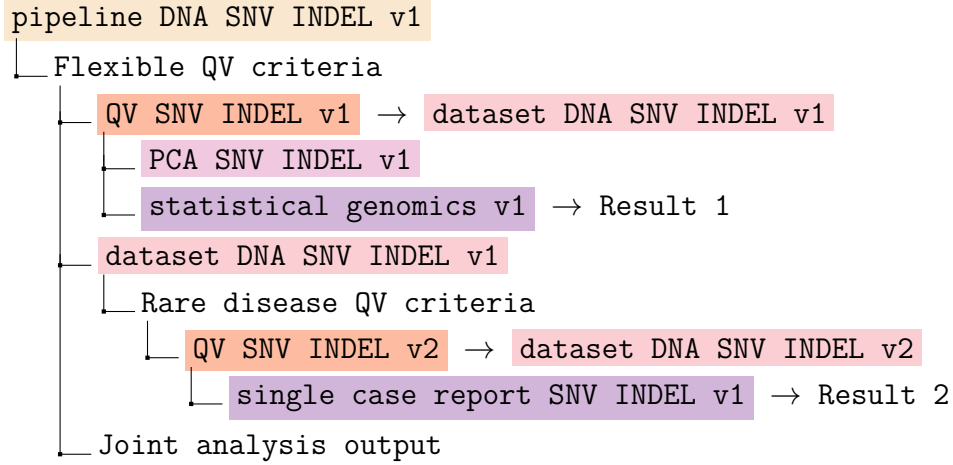 pipeline DNA SNV INDEL v1
Flexible QV criteria
QV SNV INDEL v1 → dataset DNA SNV INDEL v1
PCA SNV INDEL v1
statistical genomics v1 → Result 1
dataset DNA SNV INDEL v1
Rare disease QV criteria
QV SNV INDEL v2 → dataset DNA SNV INDEL v2
single case report SNV INDEL v1 → Result 2
Joint analysis output